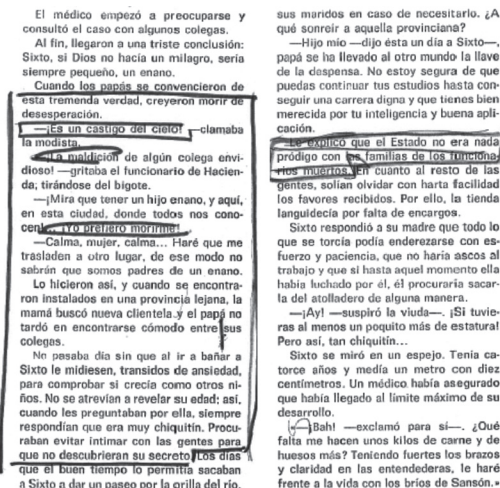 El médico empezó a preocuparse y
consultó el caso con algunos colegas.
Al fin, llegaron a una triste conclusión:
Sixto, si Dios no hacía un milagro, sería
siempre pequeño, un enano.
Cuando los papás se convencieron de
esta tremenda verdad, creyeron morir de
desesperación.
—¡Es un castigo del cielo! —clamaba
la modista.
—¡La maldición de algún colega envi-
dioso! —gritaba el funcionario de Hacien-
da, tirándose del bigote.
—¡Mira que tener un hijo enano, y aquí,
en esta ciudad, donde todos nos cono-
cen! ¡Yo prefiero morirme!
—Calma, mujer, calma... Haré que me
trasladen a otro lugar, de ese modo no
sabrán que somos padres de un enano.
Lo hicieron así, y cuando se encontra-
ron instalados en una provincia lejana, la
mamá buscó nueva clientela y el papá no
tardó en encontrarse cómodo entre sus
colegas.
No pasaba día sin que al ir a bañar a
Sixto le midiesen, transidos de ansiedad,
para comprobar si crecía como otros ni-
ños. No se atrevían a revelar su edad; así,
cuando les preguntaban por ella, siempre
respondían que era muy chiquitín. Procu-
raban evitar intimar con las gentes para
que no descubrieran su secreto. Los días
que el buen tiempo lo permitía sacaban
a Sixto a dar un paseo por la orilla del río.
sus maridos en caso de necesitarlo. ¿A
qué sonreír a aquella provinciana?
—Hijo mío —dijo ésta un día a Sixto—,
papá se ha llevado al otro mundo la llave
de la despensa. No estoy segura de que
puedas continuar tus estudios hasta con-
seguir una carrera digna y que tienes bien
merecida por tu inteligencia y buena apli-
cación.
Le explicó que el Estado no era nada
pródigo con las familias de los funciona-
rios muertos. En cuanto al resto de las
gentes, solían olvidar con harta facilidad
los favores recibidos. Por ello, la tienda
languidecía por falta de encargos.
Sixto respondió a su madre que todo lo
que se torcía podía enderezarse con es-
fuerzo y paciencia, que no haría ascos al
trabajo y que si hasta aquel momento ella
había luchado por él, él procuraría sacar-
la del atolladero de alguna manera.
—¡Ay! —suspiró la viuda—. ¡Si tuvie-
ras al menos un poquito más de estatura!
Pero así, tan chiquitín...
Sixto se miró en un espejo. Tenía ca-
torce años y medía un metro con diez
centímetros. Un médico había asegurado
que había llegado al límite máximo de su
desarrollo.
—¡Bah! —exclamó para sí—. ¿Qué
falta me hacen unos kilos de carne y de
huesos más? Teniendo fuertes los brazos
y claridad en las entendederas, le haré
frente a la vida con los bríos de Sansón.